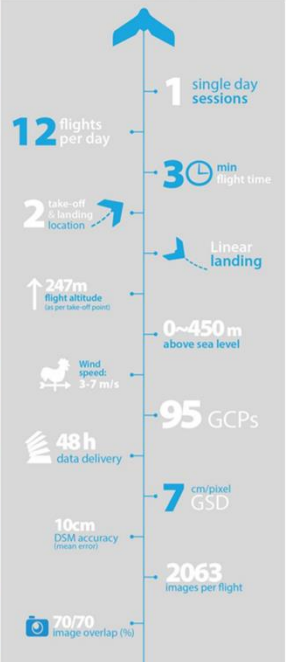 1 single day
sessions
12 flights
per day
30 min
flight time
2 take-off
& landing
location
Linear
landing
247m
flight altitude
(as per take-off point)
0~450 m
above sea level
Wind
speed:
3-7 m/s
95 GCPs
48 h
data delivery
7 cm/pixel
GSD
10cm
DSM accuracy
(mean error)
2063
images per flight
70/70
image overlap (%)